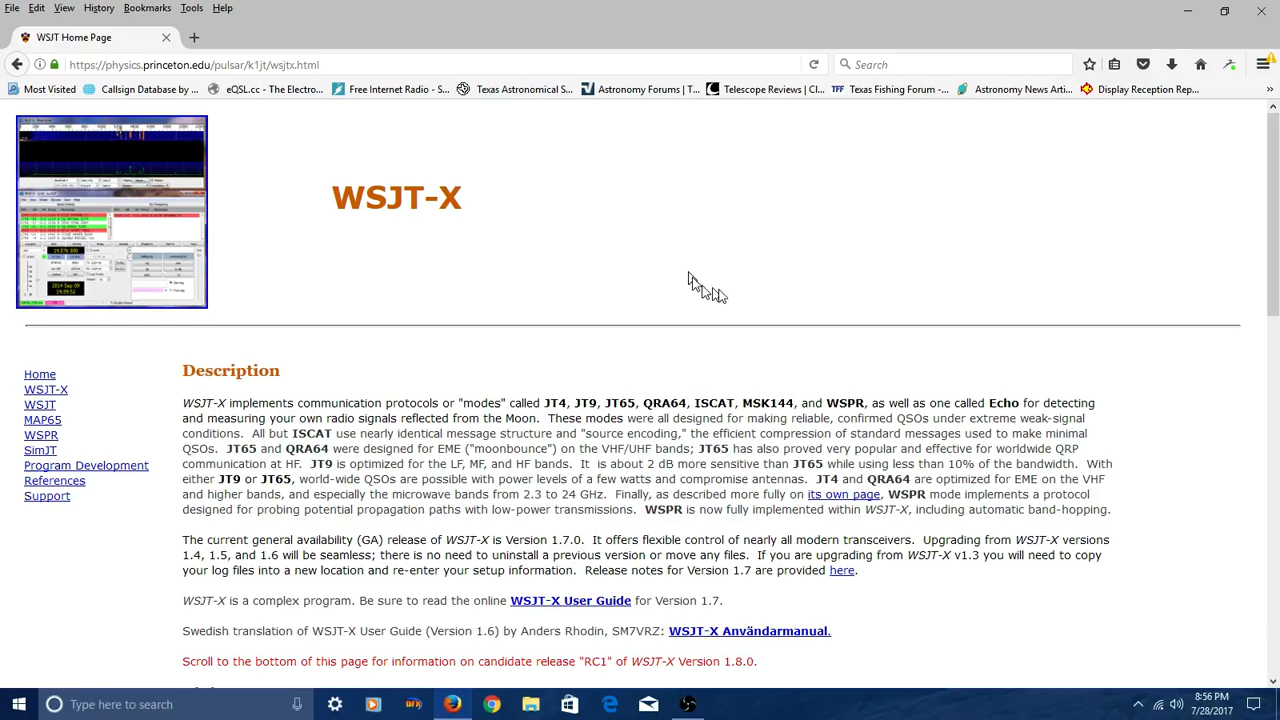 File Edit View History Bookmarks Tools Help
WSJT Home Page
https://physics.princeton.edu/pulsar/k1jt/wsjtx.html
Search
Most Visited Callsign Database by... eQSL.cc - The Electro... Free Internet Radio - S... Texas Astronomical S... Astronomy Forums | T... Telescope Reviews | Cl... TFF Texas Fishing Forum -... Astronomy News Arti... Display Reception Rep...
WSJT-X
Home
WSJT-X
WSJT
MAP65
WSPR
SimJT
Program Development
References
Support
Description
WSJT-X implements communication protocols or "modes" called JT4, JT9, JT65, QRA64, ISCAT, MSK144, and WSPR, as well as one called Echo for detecting
and measuring your own radio signals reflected from the Moon. These modes were all designed for making reliable, confirmed QSOs under extreme weak-signal
conditions. All but ISCAT use nearly identical message structure and "source encoding," the efficient compression of standard messages used to make minimal
QSOs. JT65 and QRA64 were designed for EME ("moonbounce") on the VHF/UHF bands; JT65 has also proved very popular and effective for worldwide QRP
communication at HF. JT9 is optimized for the LF, MF, and HF bands. It is about 2 dB more sensitive than JT65 while using less than 10% of the bandwidth. With
either JT9 or JT65, world-wide QSOs are possible with power levels of a few watts and compromise antennas. JT4 and QRA64 are optimized for EME on the VHF
and higher bands, and especially the microwave bands from 2.3 to 24 GHz. Finally, as described more fully on its own page, WSPR mode implements a protocol
designed for probing potential propagation paths with low-power transmissions. WSPR is now fully implemented within WSJT-X, including automatic band-hopping.
The current general availability (GA) release of WSJT-X is Version 1.7.0. It offers flexible control of nearly all modern transceivers. Upgrading from WSJT-X versions
1.4, 1.5, and 1.6 will be seamless; there is no need to uninstall a previous version or move any files. If you are upgrading from WSJT-X v1.3 you will need to copy
your log files into a new location and re-enter your setup information. Release notes for Version 1.7 are provided here.
WSJT-X is a complex program. Be sure to read the online WSJT-X User Guide for Version 1.7.
Swedish translation of WSJT-X User Guide (Version 1.6) by Anders Rhodin, SM7VRZ: WSJT-X Användarmanual.
Scroll to the bottom of this page for information on candidate release "RC1" of WSJT-X Version 1.8.0.
Type here to search
DFX
8:56 PM
7/28/2017